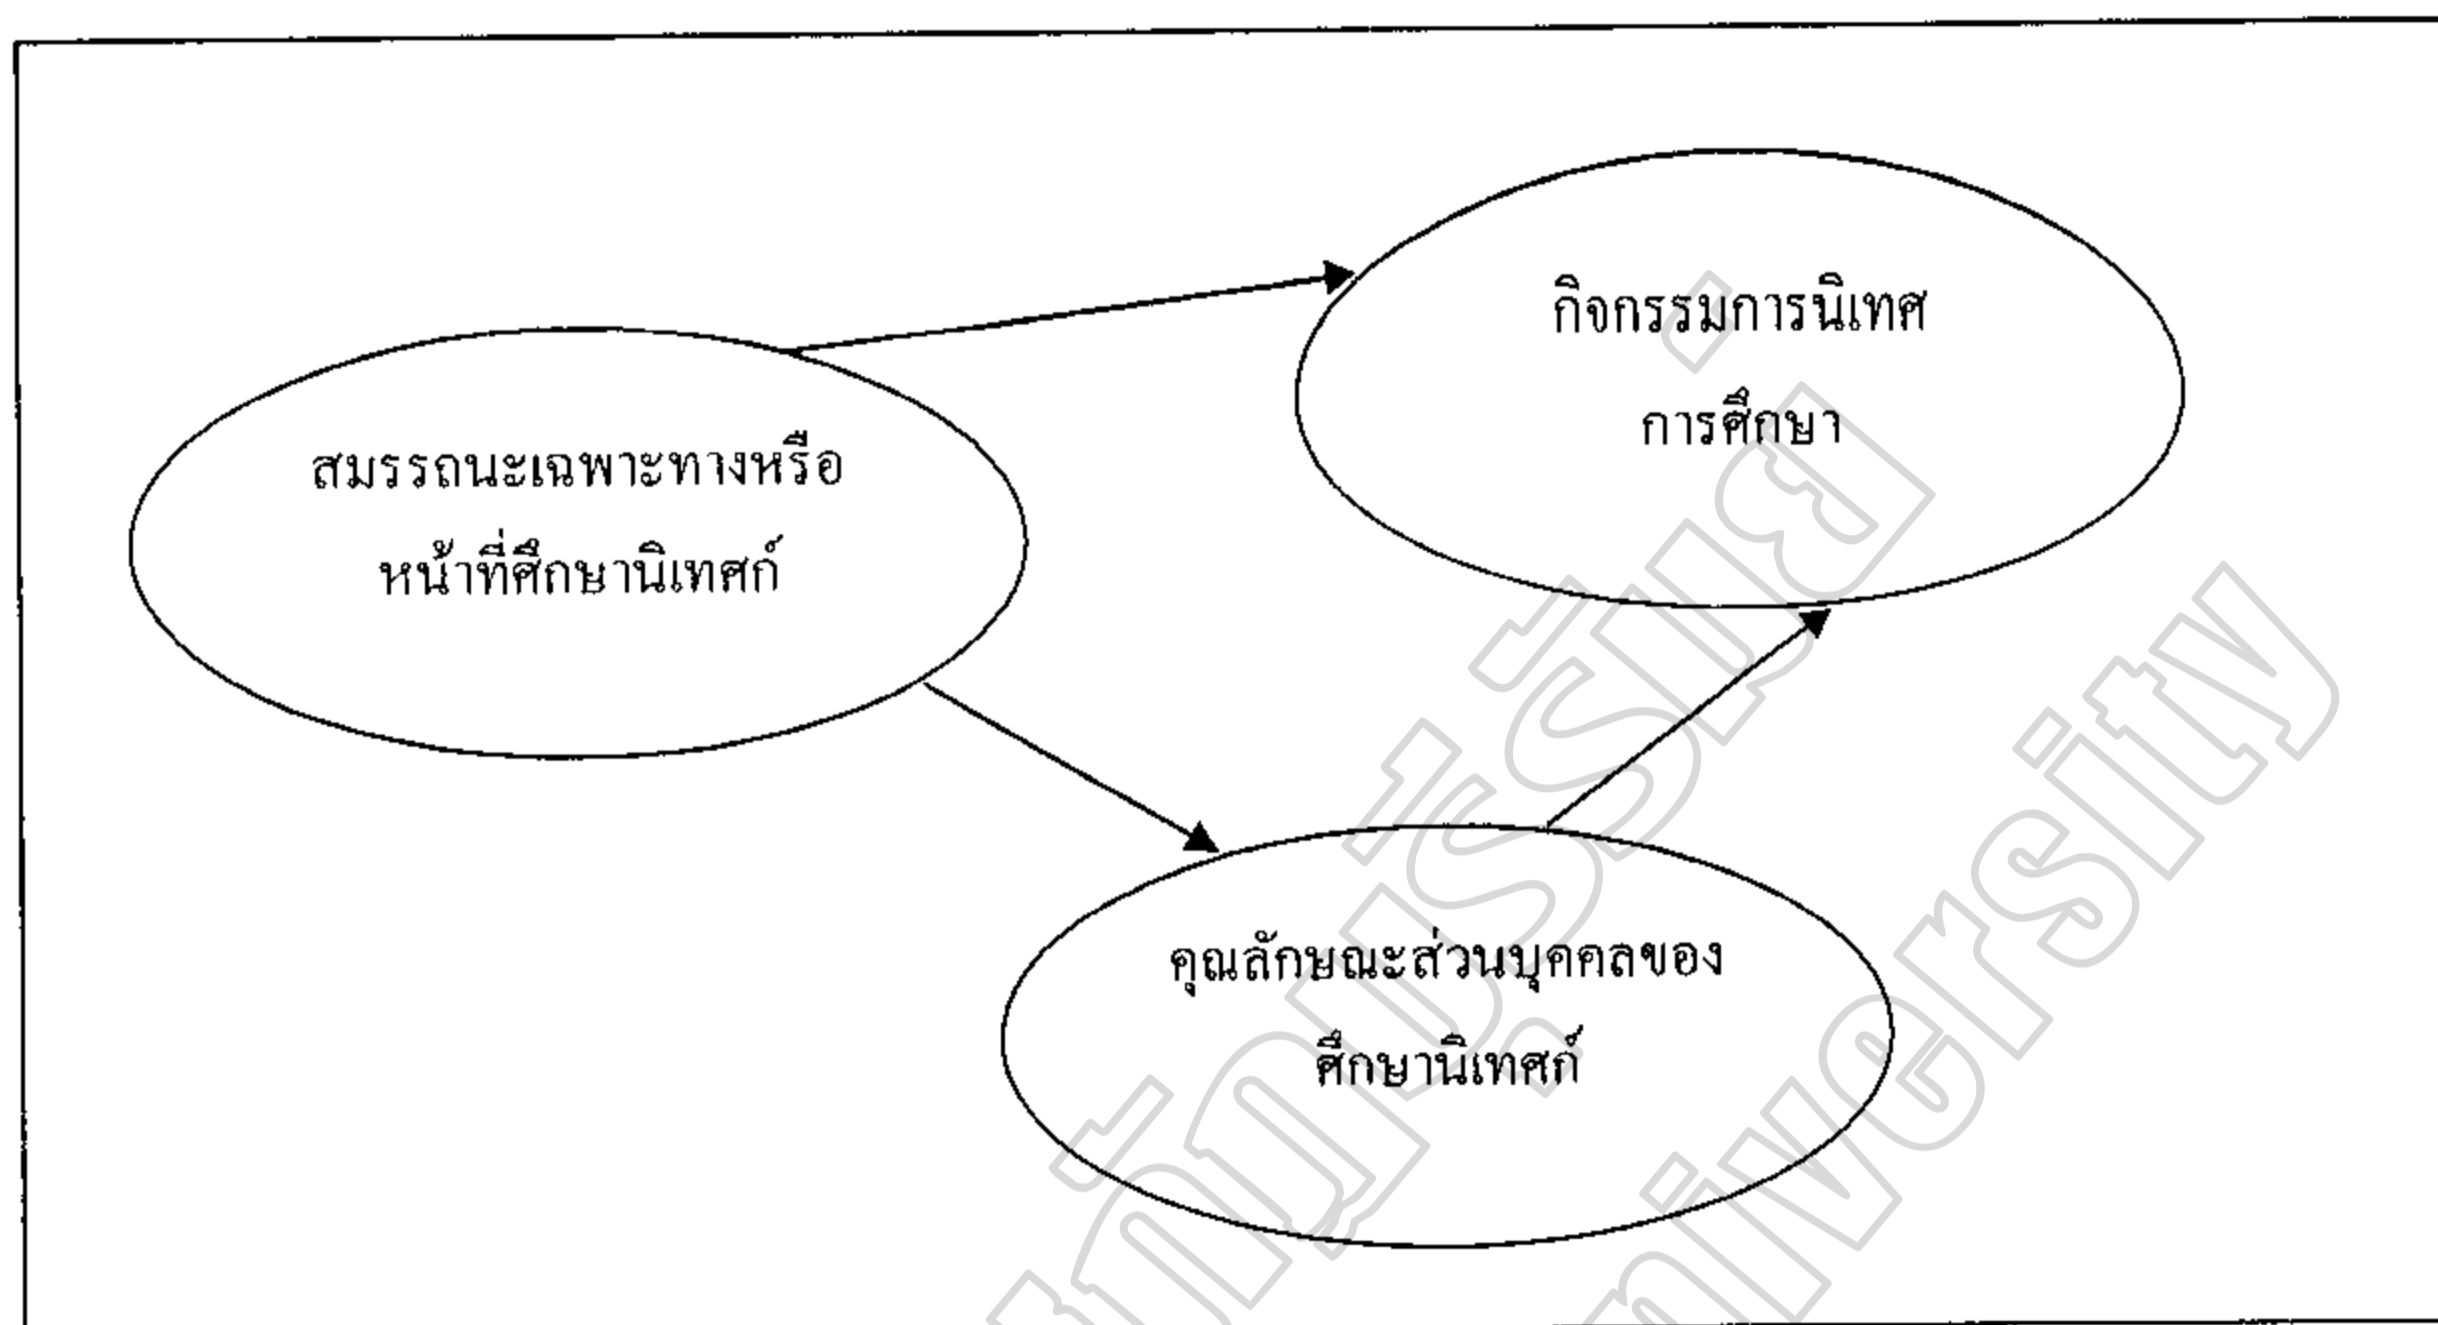 กิจกรรมการนิเทศ
การศึกษา
สมรรถนะเฉพาะทางหรือ
หน้าที่ศึกษานิเทศก์
คุณลักษณะส่วนบุคคลของ
ศึกษานิเทศก์